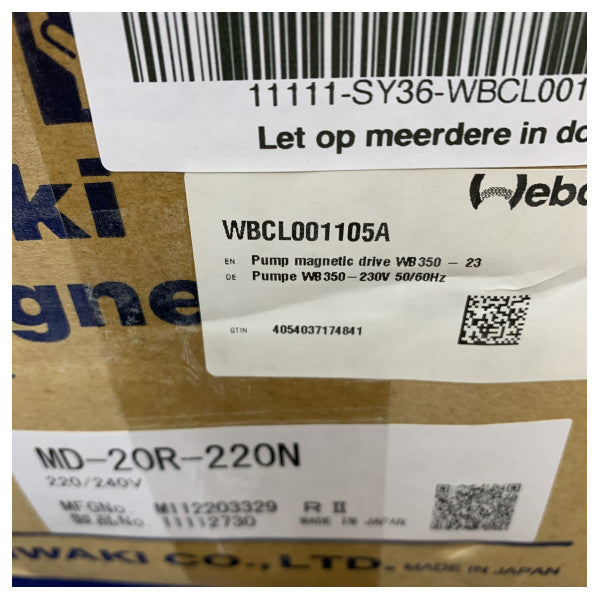 11111-SY36-WBCL001
Let op meerdere in do
ki
Weba
WBCL001105A
EN Pump magnetic drive WB350 - 23
DE Pumpe WB350-230V 50/60Hz
gne
GTIN 4054037174841
MD-20R-220N
220/240V
MFGNo. M112203329 R II
No. 11112730 MADE IN JAPAN
IWAKI CO., LTD. MADE IN JAPAN